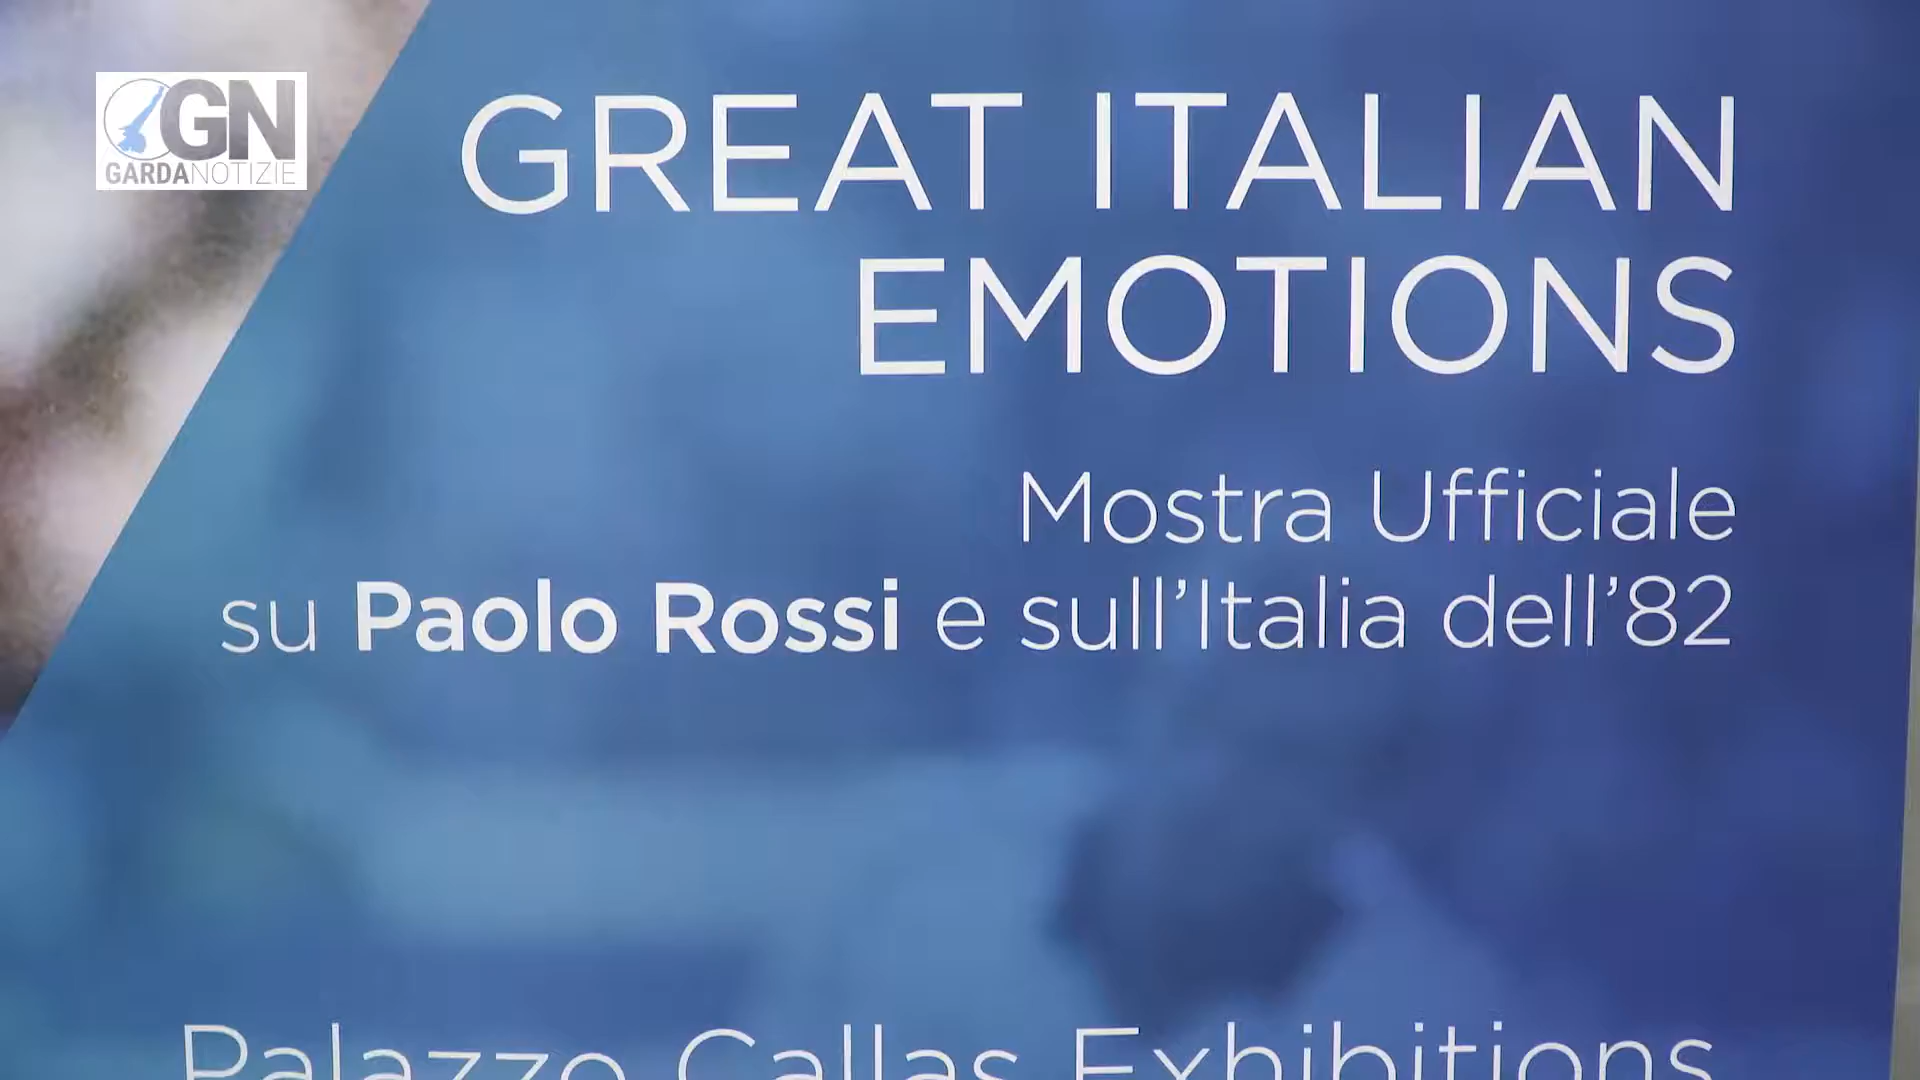 GN
GARDANOTIZIE
GREAT ITALIAN
EMOTIONS
Mostra Ufficiale
su Paolo Rossi e sull'Italia dell'82
Palazzo Callas Exhibitions